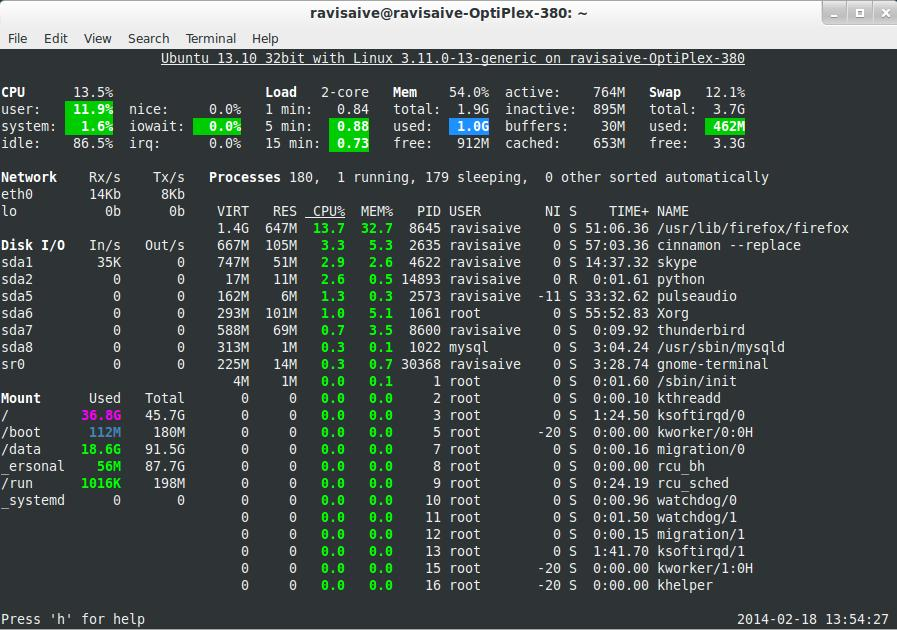 ravisaive@ravisaive-OptiPlex-380: ~
File Edit View Search Terminal Help
Ubuntu 13.10 32bit with Linux 3.11.0-13-generic on ravisaive-OptiPlex-380
CPU 13.5% Load 2-core Mem 54.0% active: 764M Swap 12.1%
user: 11.9% nice: 0.0% 1 min: 0.84 total: 1.9G inactive: 895M total: 3.7G
system: 1.6% iowait: 0.0% 5 min: 0.88 used: 1.0G buffers: 30M used: 462M
idle: 86.5% irq: 0.0% 15 min: 0.73 free: 912M cached: 653M free: 3.3G
Network Rx/s Tx/s Processes 180, 1 running, 179 sleeping, 0 other sorted automatically
eth0 14Kb 8Kb
lo 0b 0b VIRT RES CPU% MEM% PID USER NI S TIME+ NAME
1.4G 647M 13.7 32.7 8645 ravisaive 0 S 51:06.36 /usr/lib/firefox/firefox
Disk I/O In/s Out/s 667M 105M 3.3 5.3 2635 ravisaive 0 S 57:03.36 cinnamon --replace
sda1 35K 0 747M 51M 2.9 2.6 4622 ravisaive 0 S 14:37.32 skype
sda2 0 0 17M 11M 2.6 0.5 14893 ravisaive 0 R 0:01.61 python
sda5 0 0 162M 6M 1.3 0.3 2573 ravisaive -11 S 33:32.62 pulseaudio
sda6 0 0 293M 101M 1.0 5.1 1061 root 0 S 55:52.83 Xorg
sda7 0 0 588M 69M 0.7 3.5 8600 ravisaive 0 S 0:09.92 thunderbird
sda8 0 0 313M 1M 0.3 0.1 1022 mysql 0 S 3:04.24 /usr/sbin/mysqld
sr0 0 0 225M 14M 0.3 0.7 30368 ravisaive 0 S 3:28.74 gnome-terminal
4M 1M 0.0 0.1 1 root 0 S 0:01.60 /sbin/init
Mount Used Total 0 0 0.0 0.0 2 root 0 S 0:00.10 kthreadd
/ 36.8G 45.7G 0 0 0.0 0.0 3 root 0 S 1:24.50 ksoftirqd/0
/boot 112M 180M 0 0 0.0 0.0 5 root -20 S 0:00.00 kworker/0:0H
/data 18.6G 91.5G 0 0 0.0 0.0 7 root 0 S 0:00.16 migration/0
_ersonal 56M 87.7G 0 0 0.0 0.0 8 root 0 S 0:00.00 rcu_bh
/run 1016K 198M 0 0 0.0 0.0 9 root 0 S 0:24.19 rcu_sched
_systemd 0 0 0 0 0.0 0.0 10 root 0 S 0:00.96 watchdog/0
0 0 0.0 0.0 11 root 0 S 0:01.50 watchdog/1
0 0 0.0 0.0 12 root 0 S 0:00.15 migration/1
0 0 0.0 0.0 13 root 0 S 1:41.70 ksoftirqd/1
0 0 0.0 0.0 15 root -20 S 0:00.00 kworker/1:0H
0 0 0.0 0.0 16 root -20 S 0:00.00 khelper
Press 'h' for help 2014-02-18 13:54:27